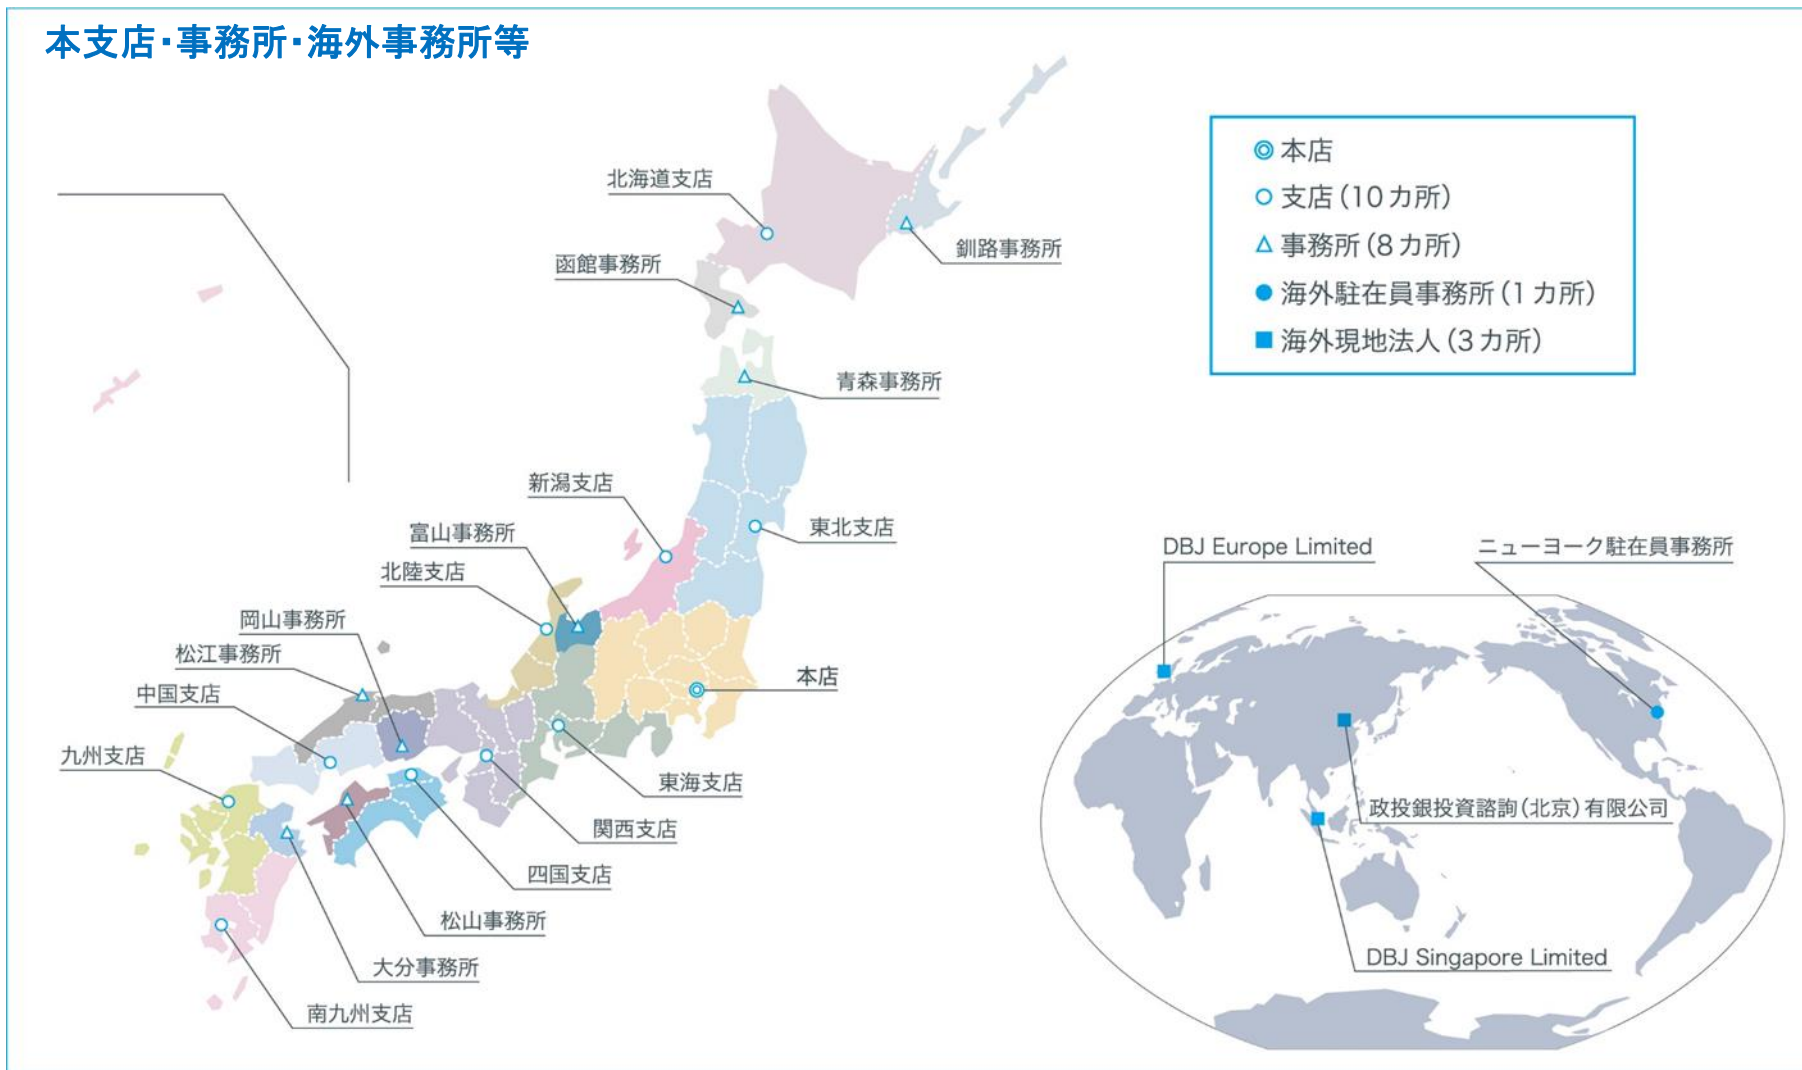 本支店・事務所・海外事務所等
本店
支店（10カ所）
事務所（8カ所）
海外駐在員事務所（1カ所）
海外現地法人（3カ所）
北海道支店
釧路事務所
函館事務所
青森事務所
新潟支店
東北支店
富山事務所
北陸支店
岡山事務所
松江事務所
中国支店
九州支店
本店
東海支店
関西支店
四国支店
松山事務所
大分事務所
南九州支店
DBJ Europe Limited
ニューヨーク駐在員事務所
政投銀投資諮詢（北京）有限公司
DBJ Singapore Limited